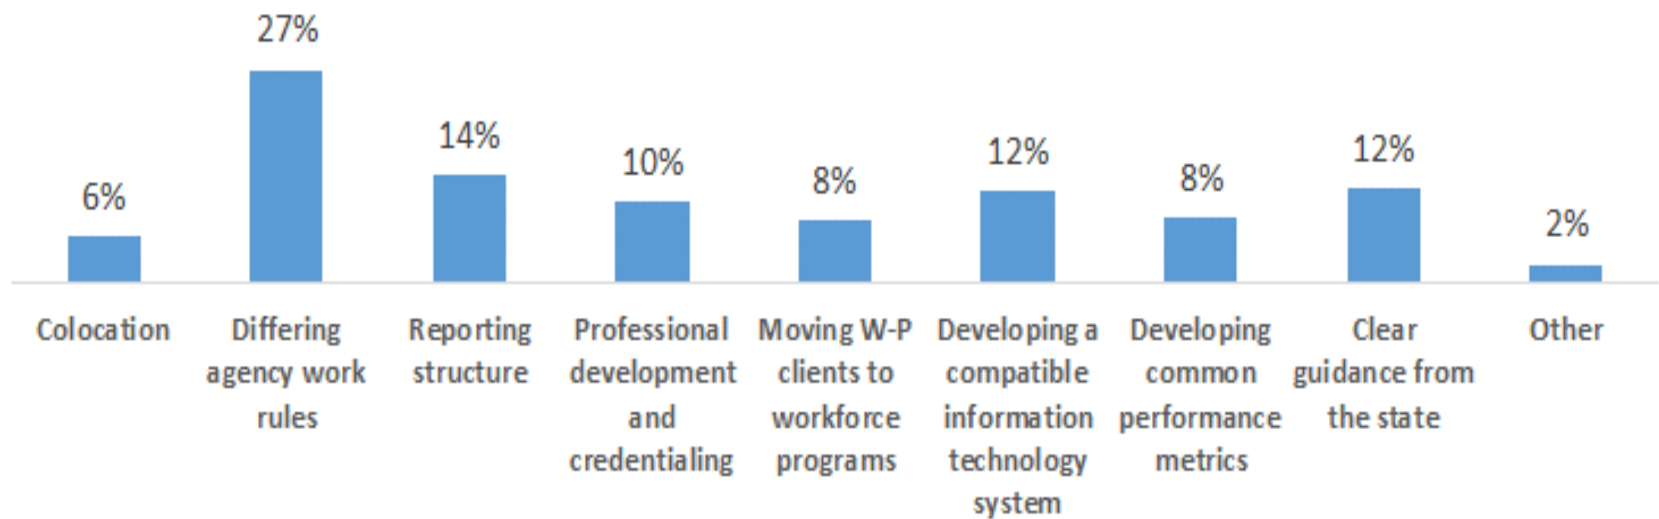 27%
14%
10%
12%
12%
8%
8%
6%
2%
Colocation
Differing
agency work
rules
Reporting
structure
Professional
development
and
credentialing
Moving W-P
clients to
workforce
programs
Developing a
compatible
information
technology
system
Developing
common
performance
metrics
Clear
guidance from
the state
Other